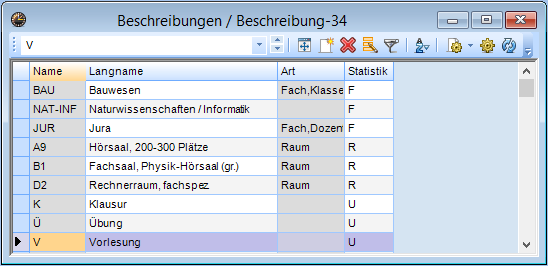 Beschreibungen / Beschreibung-34
V
Name Langname Art Statistik
BAU Bauwesen Fach,Klasse F
NAT-INF Naturwissenschaften / Informatik F
JUR Jura Fach,Dozen F
A9 Hörsaal, 200-300 Plätze Raum R
B1 Fachsaal, Physik-Hörsaal (gr.) Raum R
D2 Rechnerraum, fachspez. Raum R
K Klausur U
Ü Übung U
V Vorlesung U